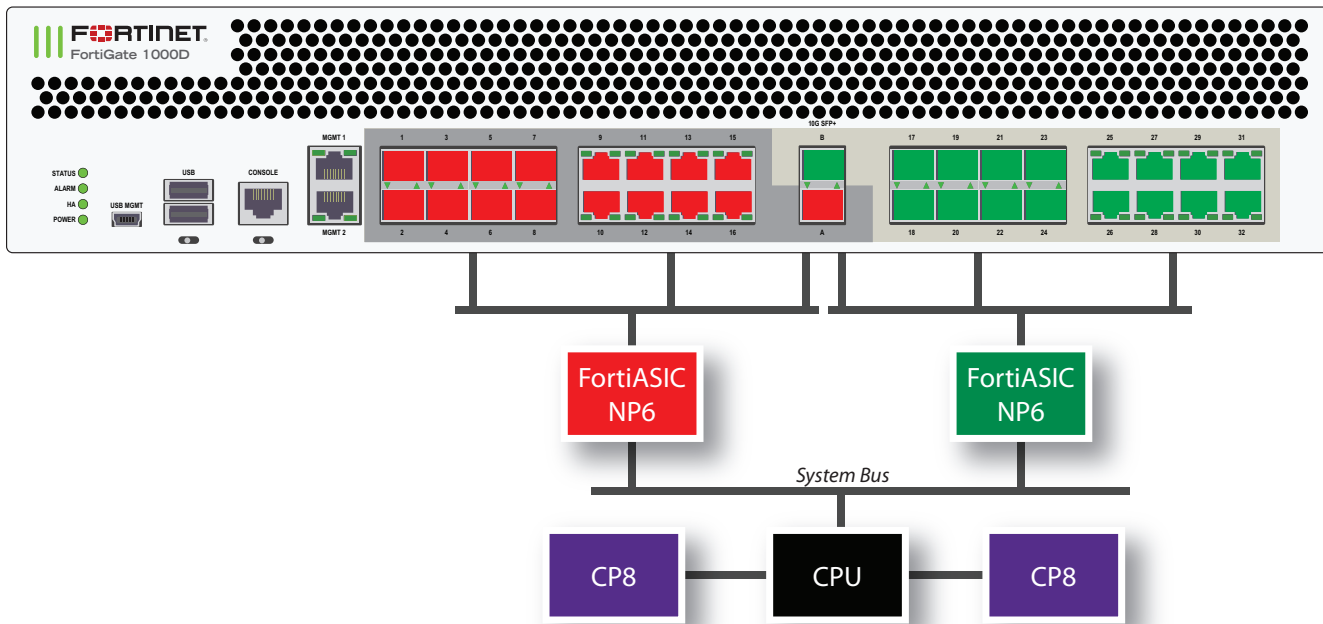 FORTINET
FortiGate 1000D
10G SFP+
MGMT 1 1 3 5 7 9 11 13 15 B 17 19 21 23 25 27 29 31
STATUS
ALARM
HA
POWER
USB MGMT
USB
CONSOLE
MGMT 2 2 4 6 8 10 12 14 16 A 18 20 22 24 26 28 30 32
FortiASIC
NP6
FortiASIC
NP6
System Bus
CP8
CPU
CP8